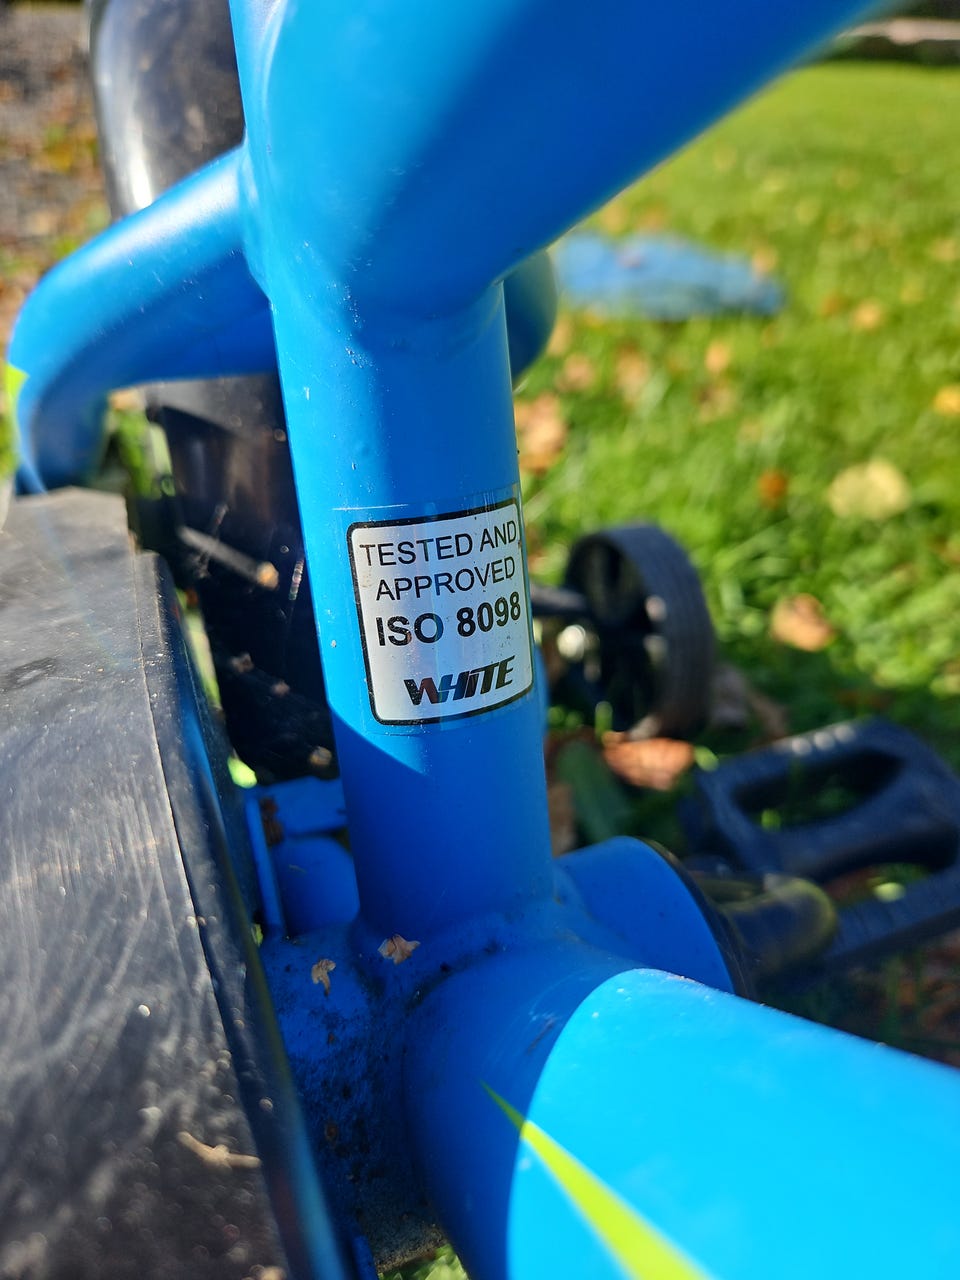 TESTED AND
APPROVED
ISO 8098
WHITE